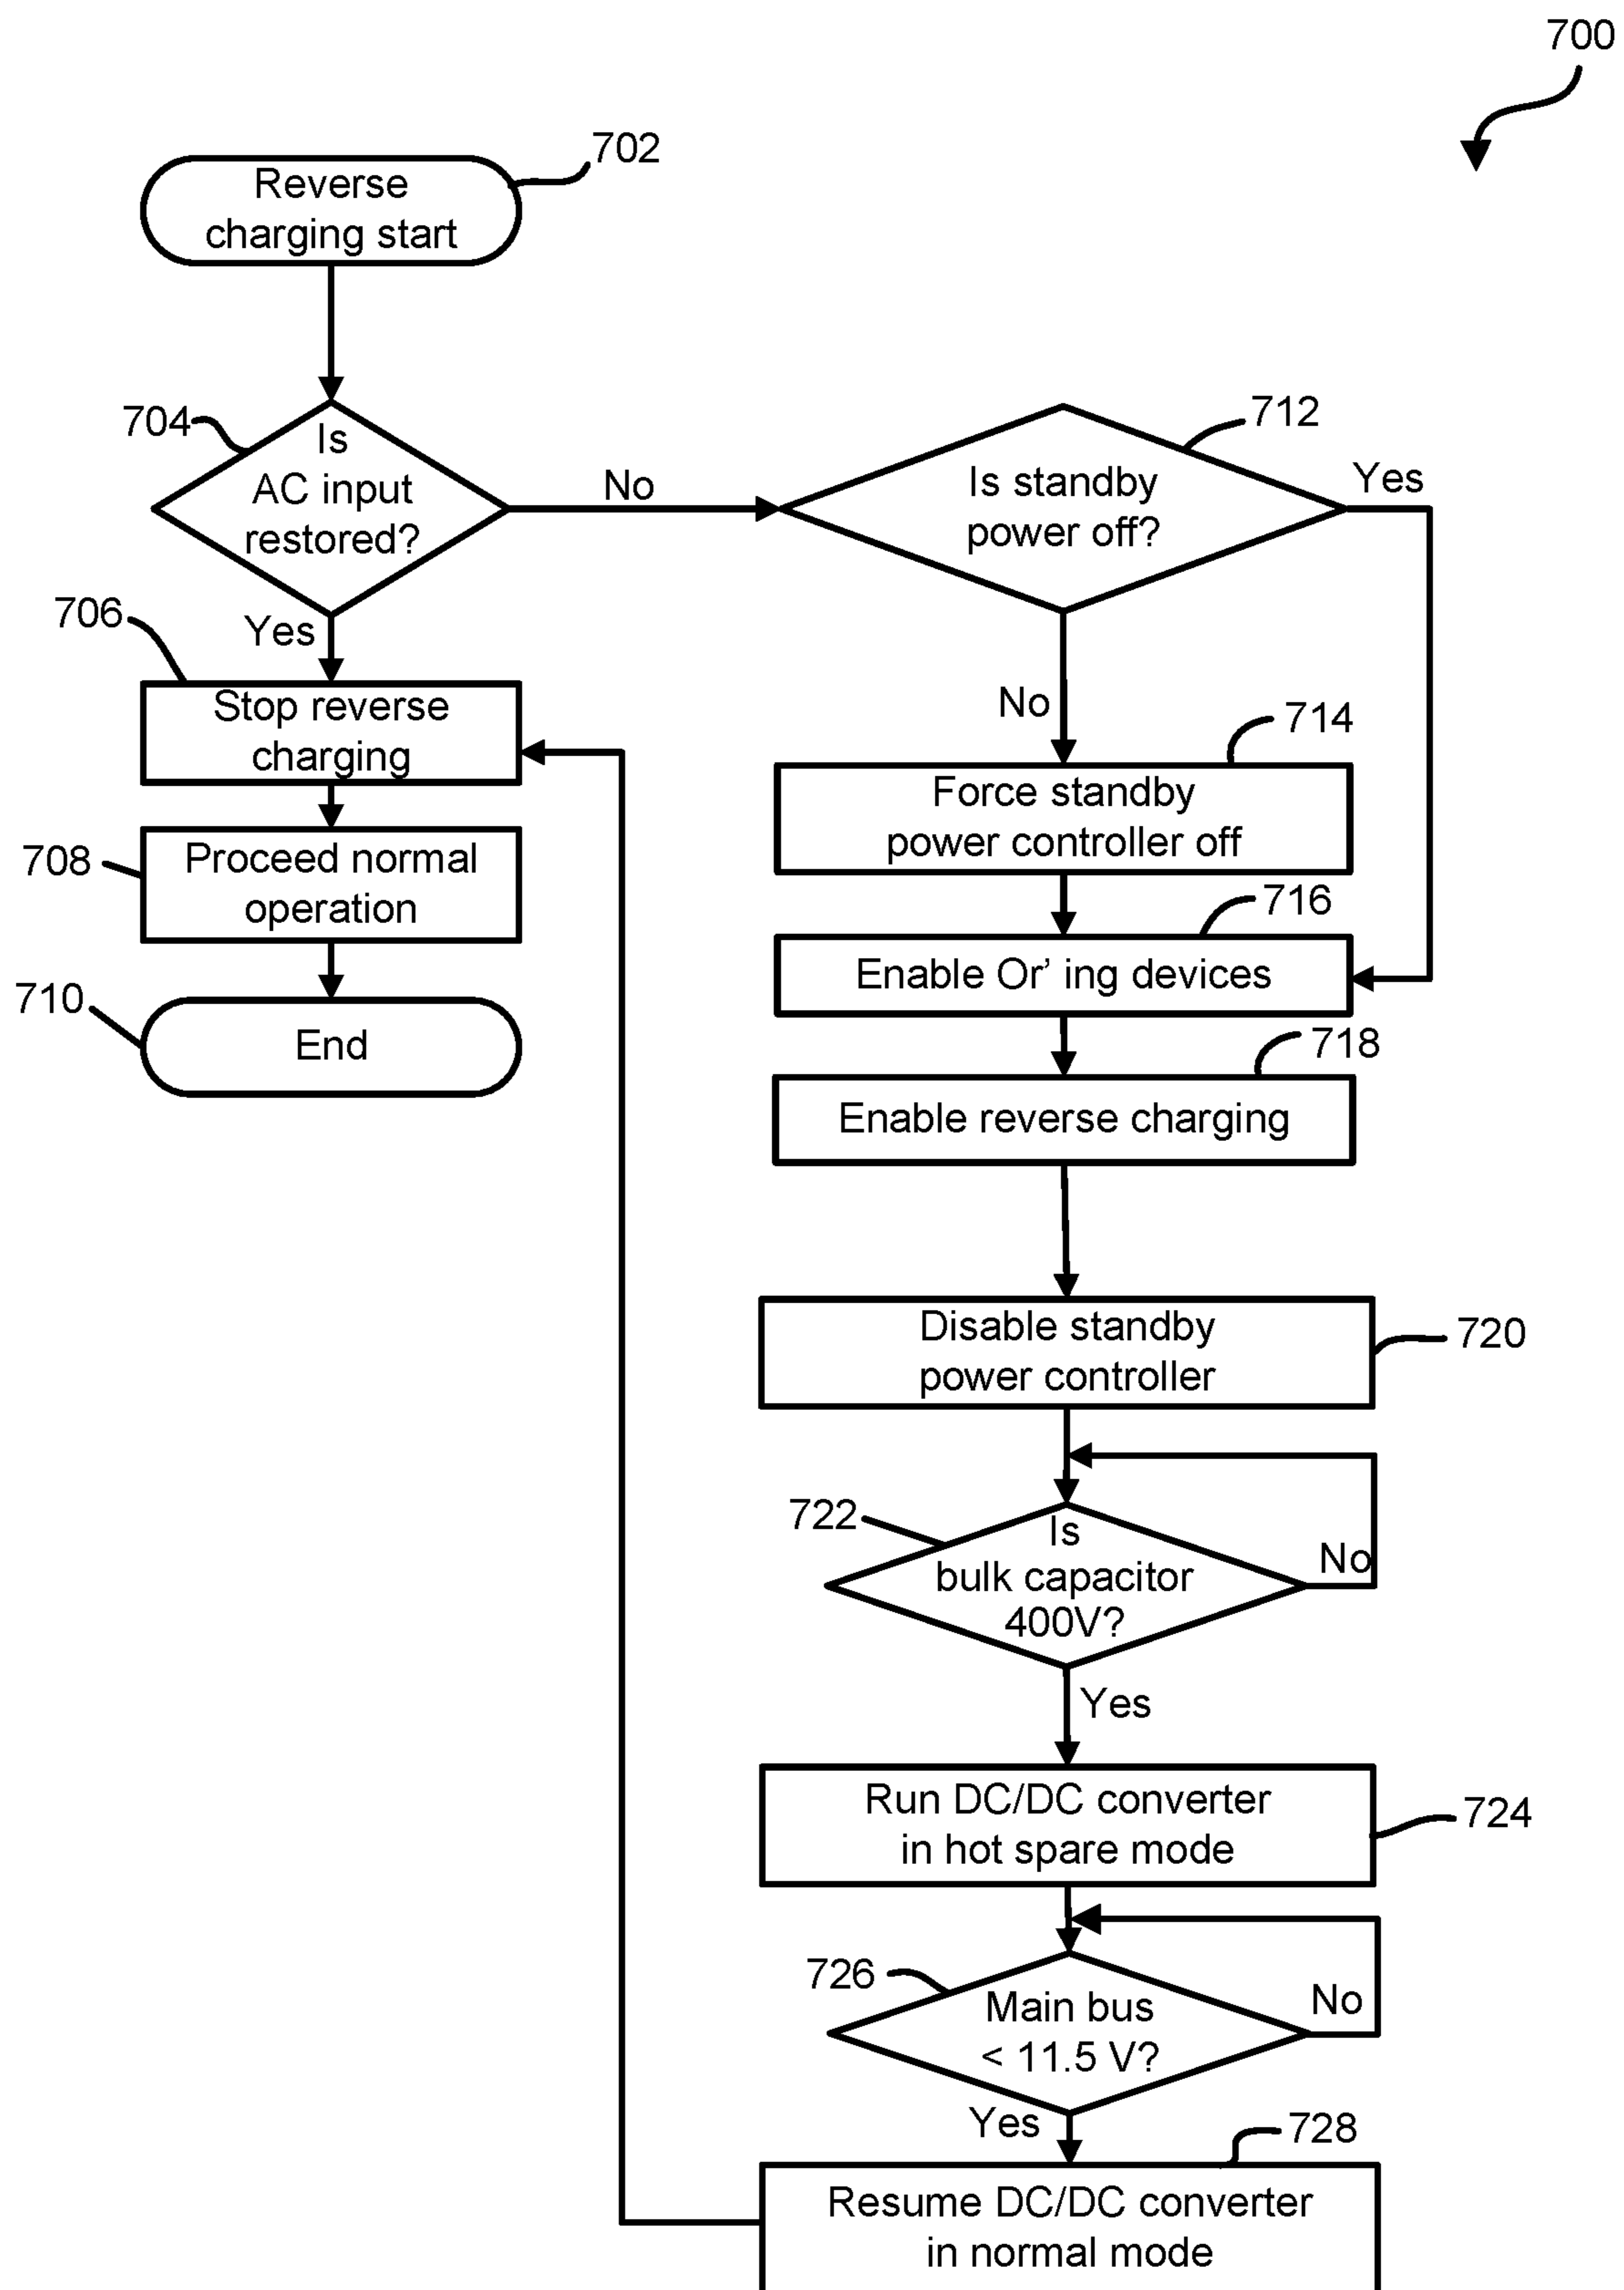 700
702
Reverse
charging start
704
Is
AC input
restored?
No
712
Is standby
power off?
Yes
706
Yes
Stop reverse
charging
No
714
Force standby
power controller off
708
Proceed normal
operation
716
Enable Or' ing devices
710
End
718
Enable reverse charging
Disable standby
power controller
720
722
Is
bulk capacitor
400V?
No
Yes
Run DC/DC converter
in hot spare mode
724
726
Main bus
< 11.5 V?
No
Yes
728
Resume DC/DC converter
in normal mode